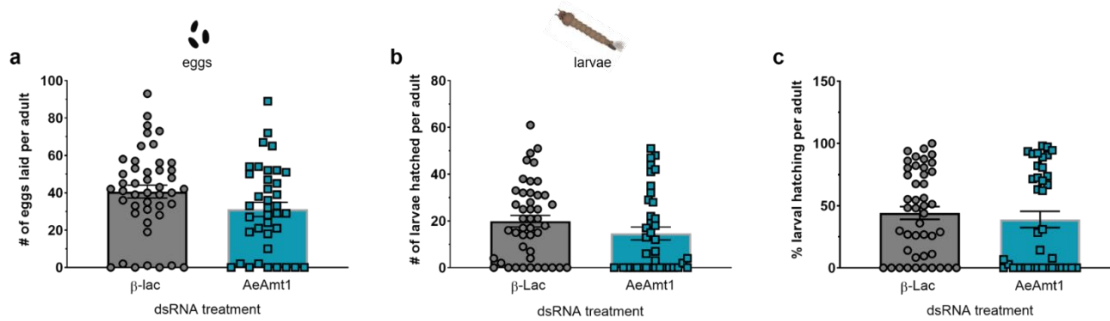 a
eggs
# of eggs laid per adult
100
80
60
40
20
0
β-lac
AeAmt1
dsRNA treatment
b
larvae
# of larvae hatched per adult
80
60
40
20
0
β-Lac
AeAmt1
dsRNA treatment
c
% larval hatching per adult
150
100
50
0
β-Lac
AeAmt1
dsRNA treatment